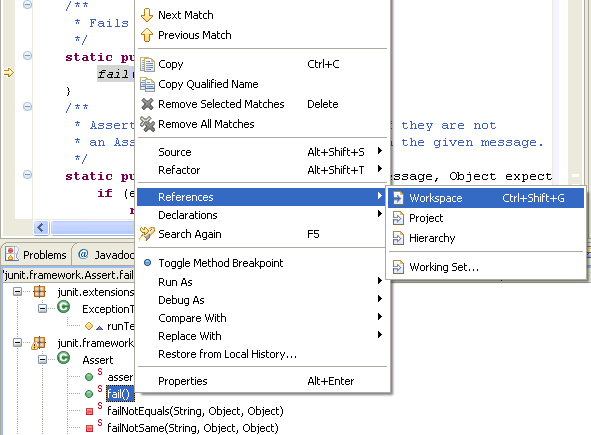 /**
* Fails
*/
static pu
fail
}
/**
* Assert
f they are not
* an Ass
the given message.
*/
static pu
ssage, Object expect
if (e
Next Match
Previous Match
Copy Ctrl+C
Copy Qualified Name
Remove Selected Matches Delete
Remove All Matches
Source Alt+Shift+S
Refactor Alt+Shift+T
References
Declarations
Search Again F5
Toggle Method Breakpoint
Run As
Debug As
Compare With
Replace With
Restore from Local History...
Properties Alt+Enter
Workspace Ctrl+Shift+G
Project
Hierarchy
Working Set...
Problems @ Javadoc
'junit.framework.Assert.fail
junit.extensions
ExceptionT
runTe
junit.framework
Assert
asser
fail()
failNotEquals(String, Object, Object)
failNotSame(String, Object, Object)